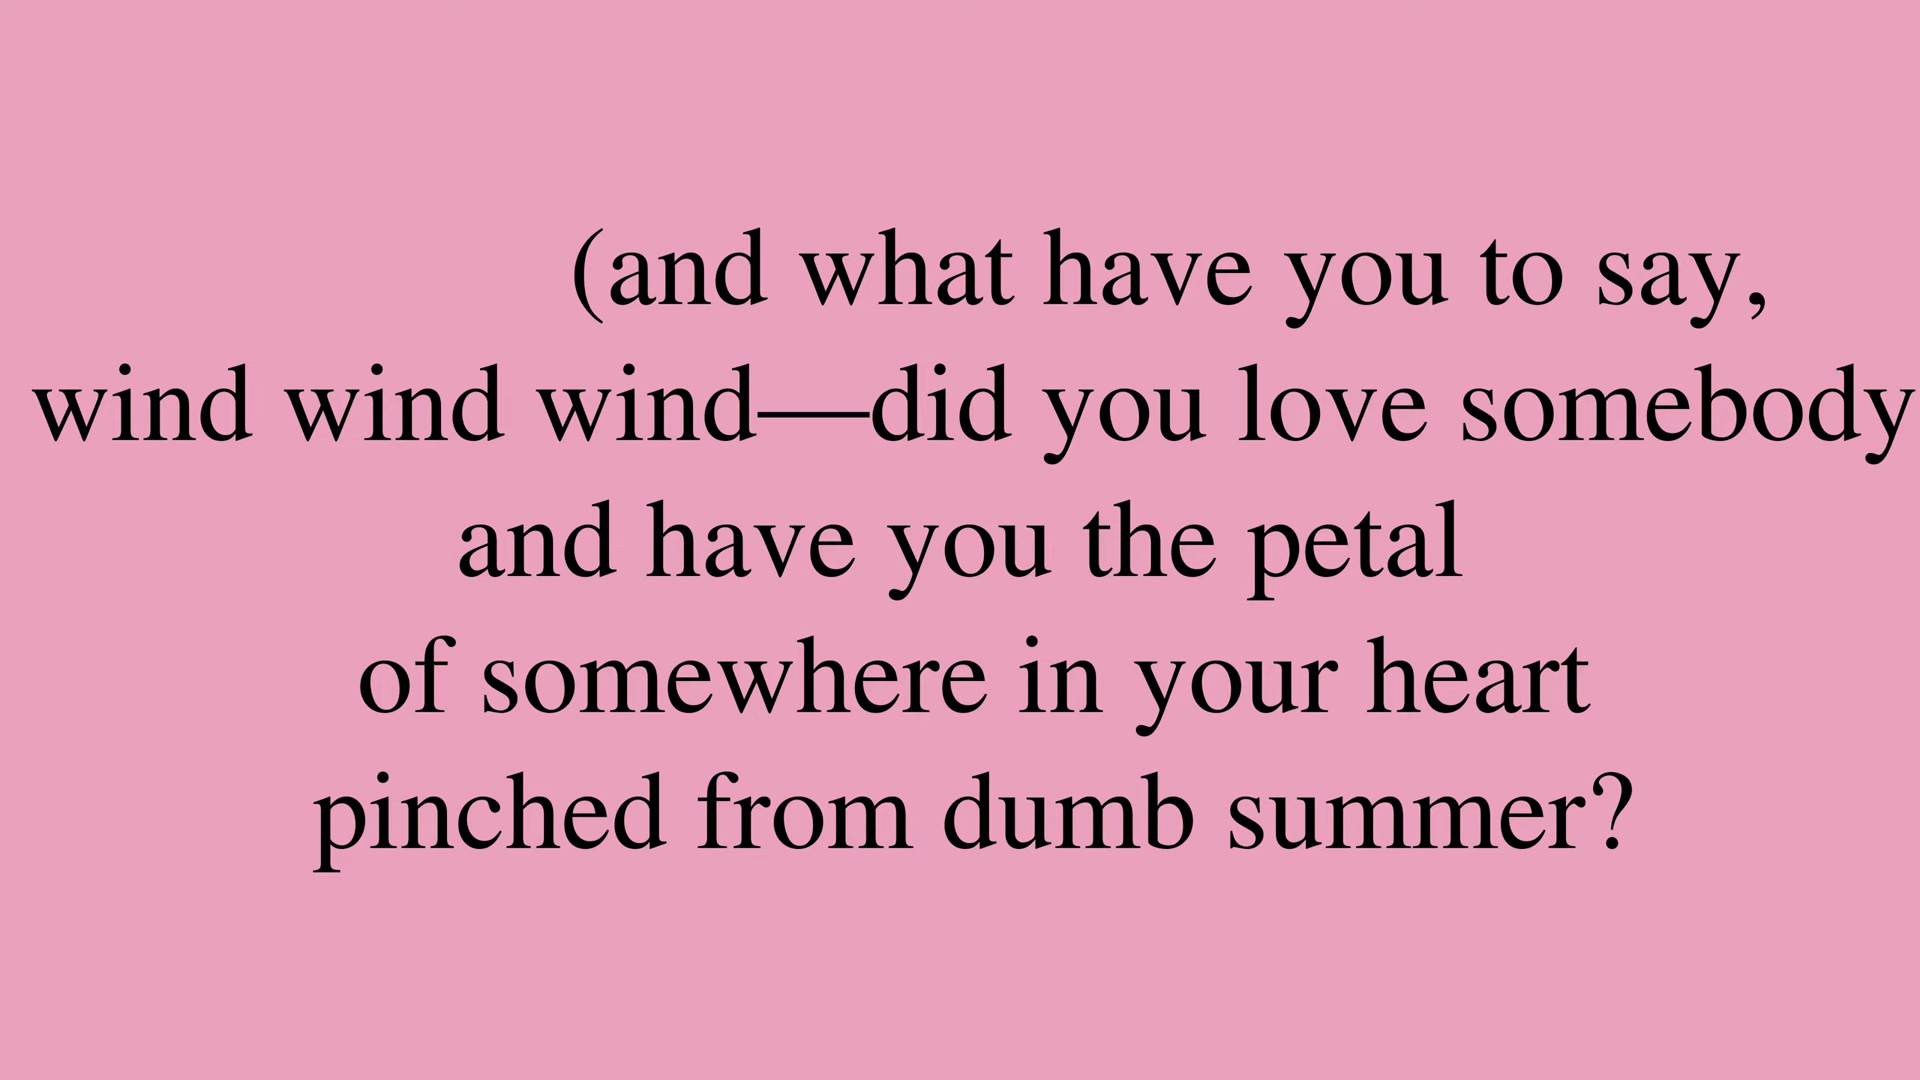 (and what have you to say,
wind wind wind—did you love somebody
and have you the petal
of somewhere in your heart
pinched from dumb summer?